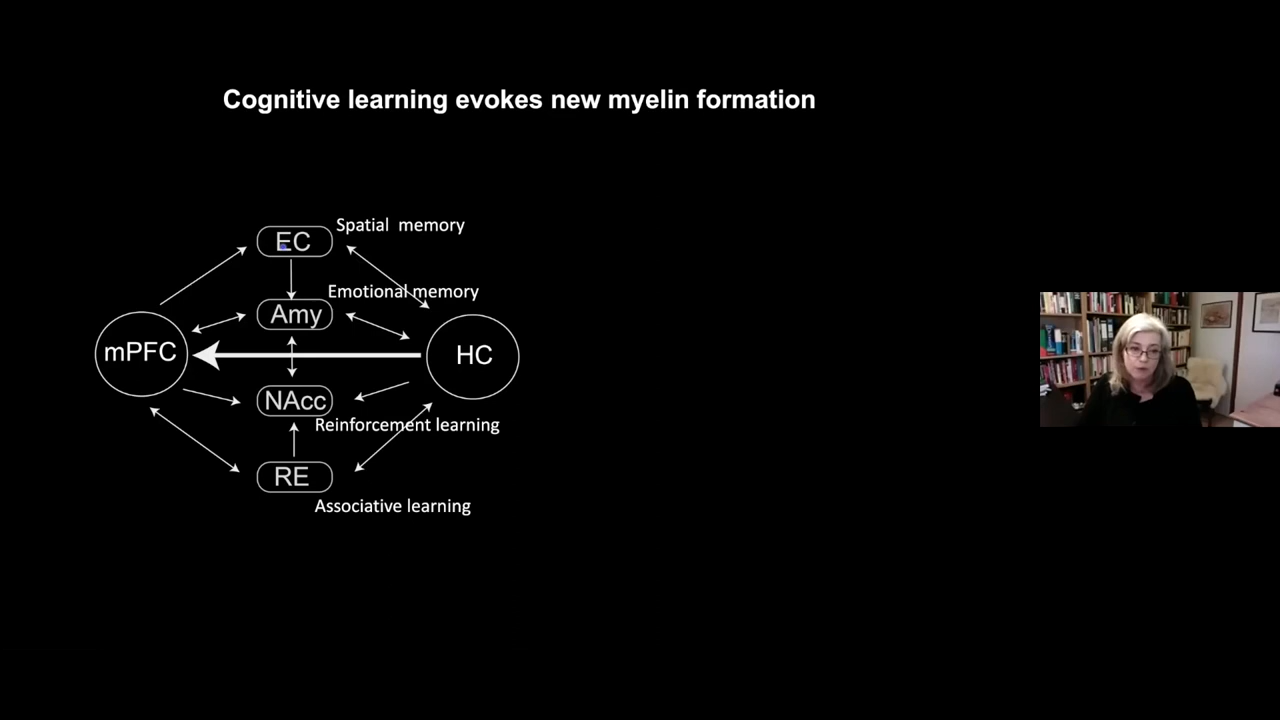 Cognitive learning evokes new myelin formation
Spatial memory
EC
Emotional memory
Amy
mPFC
HC
NAcc
Reinforcement learning
RE
Associative learning